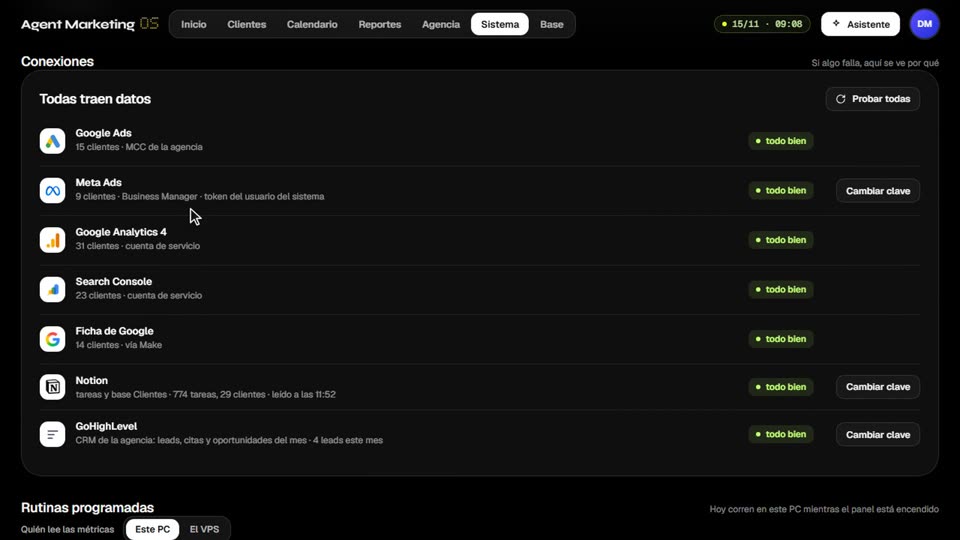 Agent Marketing OS
Inicio
Clientes
Calendario
Reportes
Agencia
Sistema
Base
15/11 · 09:08
Asistente
DM
Conexiones
Si algo falla, aquí se ve por qué
Todas traen datos
Probar todas
Google Ads
15 clientes · MCC de la agencia
todo bien
Meta Ads
9 clientes · Business Manager · token del usuario del sistema
todo bien
Cambiar clave
Google Analytics 4
31 clientes · cuenta de servicio
todo bien
Search Console
23 clientes · cuenta de servicio
todo bien
Ficha de Google
14 clientes · vía Make
todo bien
Notion
tareas y base Clientes · 774 tareas, 29 clientes · leído a las 11:52
todo bien
Cambiar clave
GoHighLevel
CRM de la agencia: leads, citas y oportunidades del mes · 4 leads este mes
todo bien
Cambiar clave
Rutinas programadas
Hoy corren en este PC mientras el panel está encendido
Quién lee las métricas
Este PC
El VPS